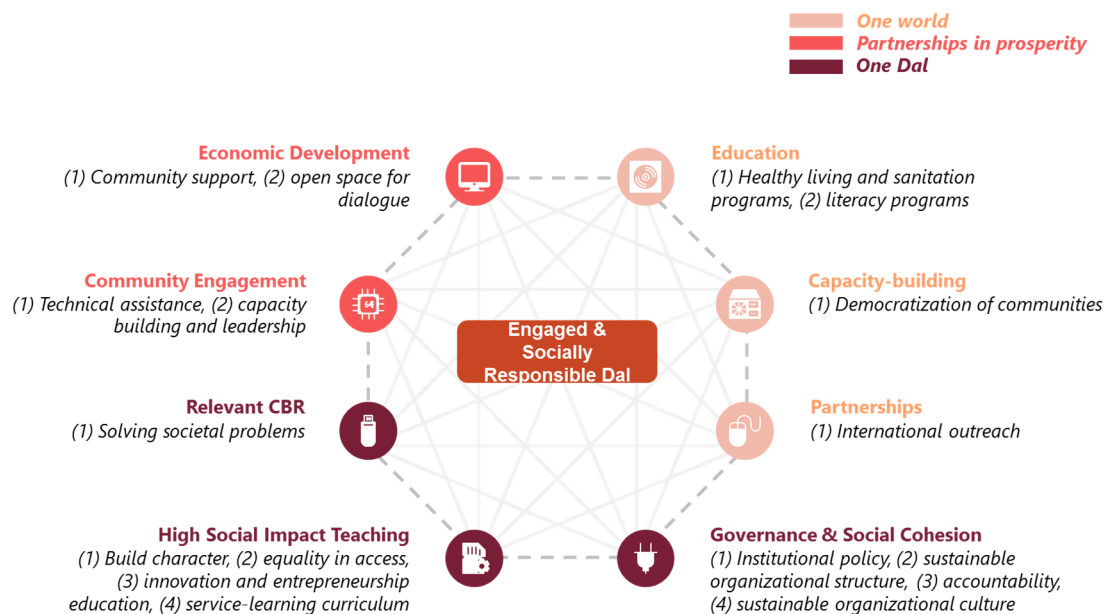 One world
Partnerships in prosperity
One Dal
Economic Development
(1) Community support, (2) open space for
dialogue
Education
(1) Healthy living and sanitation
programs, (2) literacy programs
Community Engagement
(1) Technical assistance, (2) capacity
building and leadership
64
Capacity-building
(1) Democratization of communities
Engaged &
Socially
Responsible Dal
Relevant CBR
(1) Solving societal problems
Partnerships
(1) International outreach
High Social Impact Teaching
(1) Build character, (2) equality in access,
(3) innovation and entrepreneurship
education, (4) service-learning curriculum
Governance & Social Cohesion
(1) Institutional policy, (2) sustainable
organizational structure, (3) accountability,
(4) sustainable organizational culture